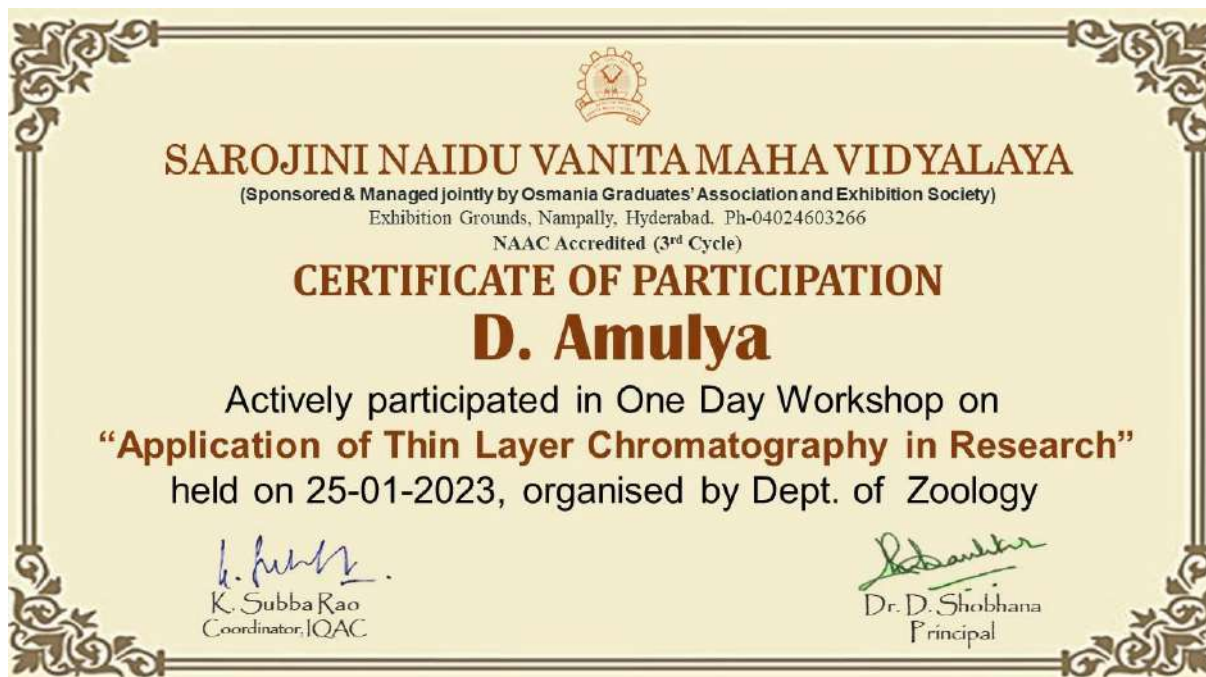 SAROJINI NAIDU VANITA MAHA VIDYALAYA
(Sponsored & Managed jointly by Osmania Graduates' Association and Exhibition Society)
Exhibition Grounds, Nampally, Hyderabad. Ph-04024603266
NAAC Accredited (3rd Cycle)
CERTIFICATE OF PARTICIPATION
D. Amulya
Actively participated in One Day Workshop on
“Application of Thin Layer Chromatography in Research”
held on 25-01-2023, organised by Dept. of Zoology
K. Subba Rao
Coordinator, IQAC
Dr. D. Shobhana
Principal